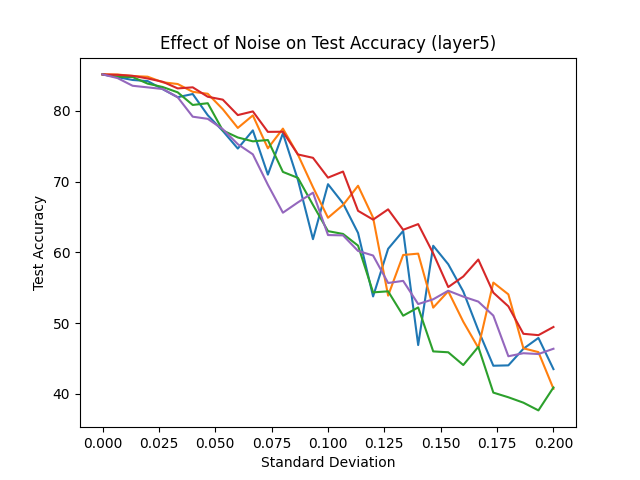 Effect of Noise on Test Accuracy (layer5)
80
70
60
50
40
Test Accuracy
0.000 0.025 0.050 0.075 0.100 0.125 0.150 0.175 0.200
Standard Deviation